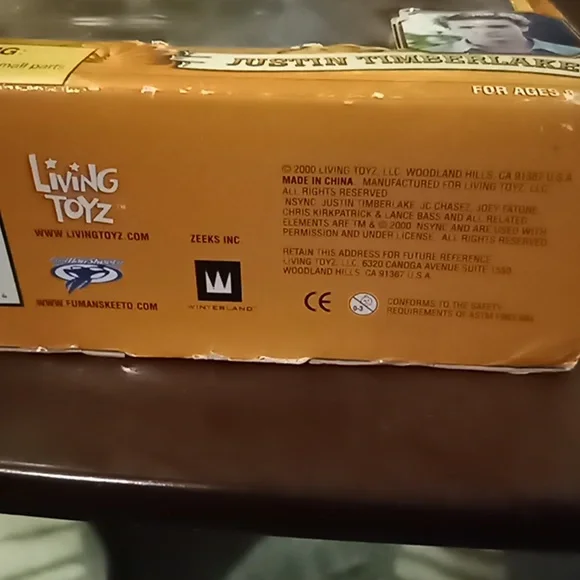 small parts
JUSTIN TIMBERLAKE
FOR AGES
LIVING
TOYZ™
WWW.LIVINGTOYZ.COM
WWW.FUMANSKEETO.COM
ZEEKS INC.
WINTERLAND
© 2000 LIVING TOYZ, LLC WOODLAND HILLS, CA 91367 U.S.A.
MADE IN CHINA. MANUFACTURED FOR LIVING TOYZ, LLC
ALL RIGHTS RESERVED.
'NSYNC, JUSTIN TIMBERLAKE, JC CHASEZ, JOEY FATONE,
CHRIS KIRKPATRICK & LANCE BASS AND ALL RELATED
ELEMENTS ARE TM & © 2000 'NSYNC AND ARE USED WITH
PERMISSION AND UNDER LICENSE. ALL RIGHTS RESERVED.
RETAIN THIS ADDRESS FOR FUTURE REFERENCE
LIVING TOYZ, LLC. 6320 CANOGA AVENUE SUITE
WOODLAND HILLS, CA 91367 U.S.A.
CE
0-3
CONFORMS TO THE SAFETY
REQUIREMENTS OF ASTM